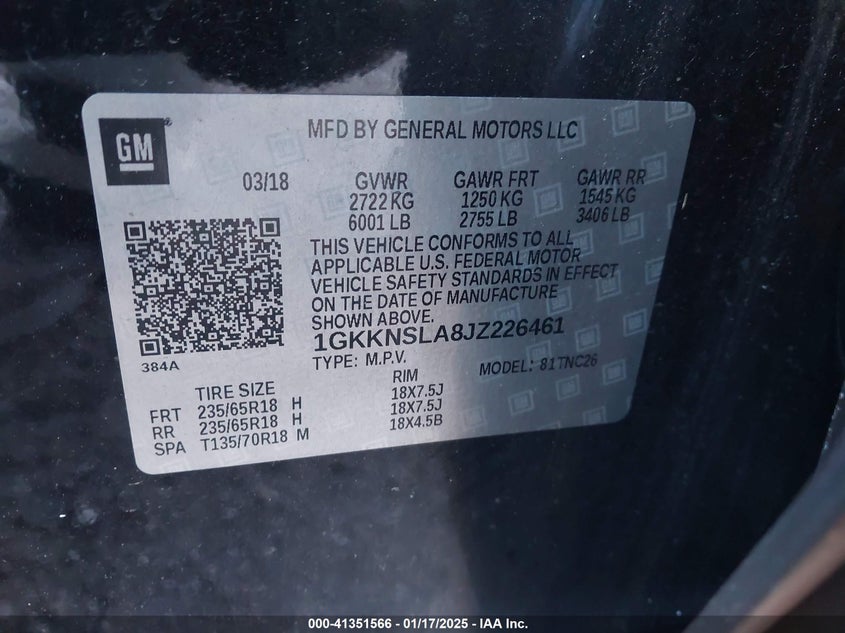 GM
MFD BY GENERAL MOTORS LLC
03/18 GVWR GAWR FRT GAWR RR
2722 KG 1250 KG 1545 KG
6001 LB 2755 LB 3406 LB
THIS VEHICLE CONFORMS TO ALL
APPLICABLE U.S. FEDERAL MOTOR
VEHICLE SAFETY STANDARDS IN EFFECT
ON THE DATE OF MANUFACTURE
SHOWN ABOVE.
1GKKNSLA8JZ226461
384A TYPE: M.P.V. MODEL: 81TNC26
TIRE SIZE RIM
FRT 235/65R18 H 18X7.5J
RR 235/65R18 H 18X7.5J
SPA T135/70R18 M 18X4.5B
000-41351566 - 01/17/2025 - IAA Inc.